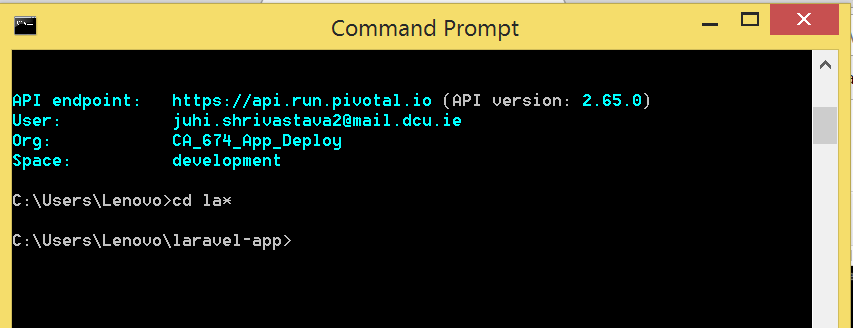 Command Prompt
API endpoint: https://api.run.pivotal.io (API version: 2.65.0)
User: juhi.shrivastava2@mail.dcu.ie
Org: CA_674_App_Deploy
Space: development
C:\Users\Lenovo>cd la*
C:\Users\Lenovo\laravel-app>